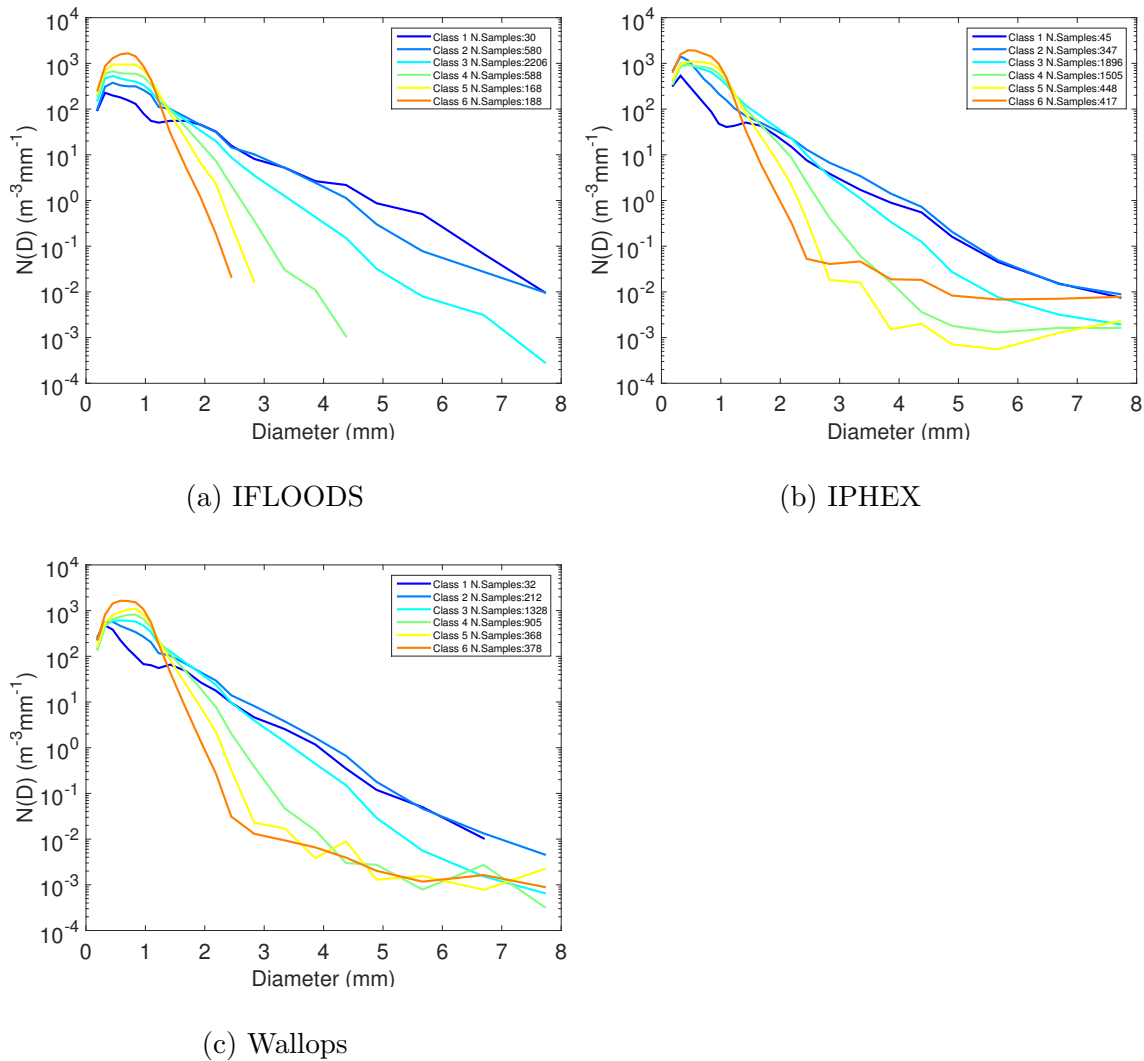 10^4
10^3
10^2
10^1
10^0
10^-1
10^-2
10^-3
10^-4
N(D) (m^-3mm^-1)
Class 1 N.Samples:30
Class 2 N.Samples:580
Class 3 N.Samples:2206
Class 4 N.Samples:588
Class 5 N.Samples:168
Class 6 N.Samples:188
0 1 2 3 4 5 6 7 8
Diameter (mm)
(a) IFLOODS
10^4
10^3
10^2
10^1
10^0
10^-1
10^-2
10^-3
10^-4
N(D) (m^-3mm^-1)
Class 1 N.Samples:45
Class 2 N.Samples:347
Class 3 N.Samples:1896
Class 4 N.Samples:1505
Class 5 N.Samples:448
Class 6 N.Samples:417
0 1 2 3 4 5 6 7 8
Diameter (mm)
(b) IPHEX
10^4
10^3
10^2
10^1
10^0
10^-1
10^-2
10^-3
10^-4
N(D) (m^-3mm^-1)
Class 1 N.Samples:32
Class 2 N.Samples:212
Class 3 N.Samples:1328
Class 4 N.Samples:905
Class 5 N.Samples:368
Class 6 N.Samples:378
0 1 2 3 4 5 6 7 8
Diameter (mm)
(c) Wallops